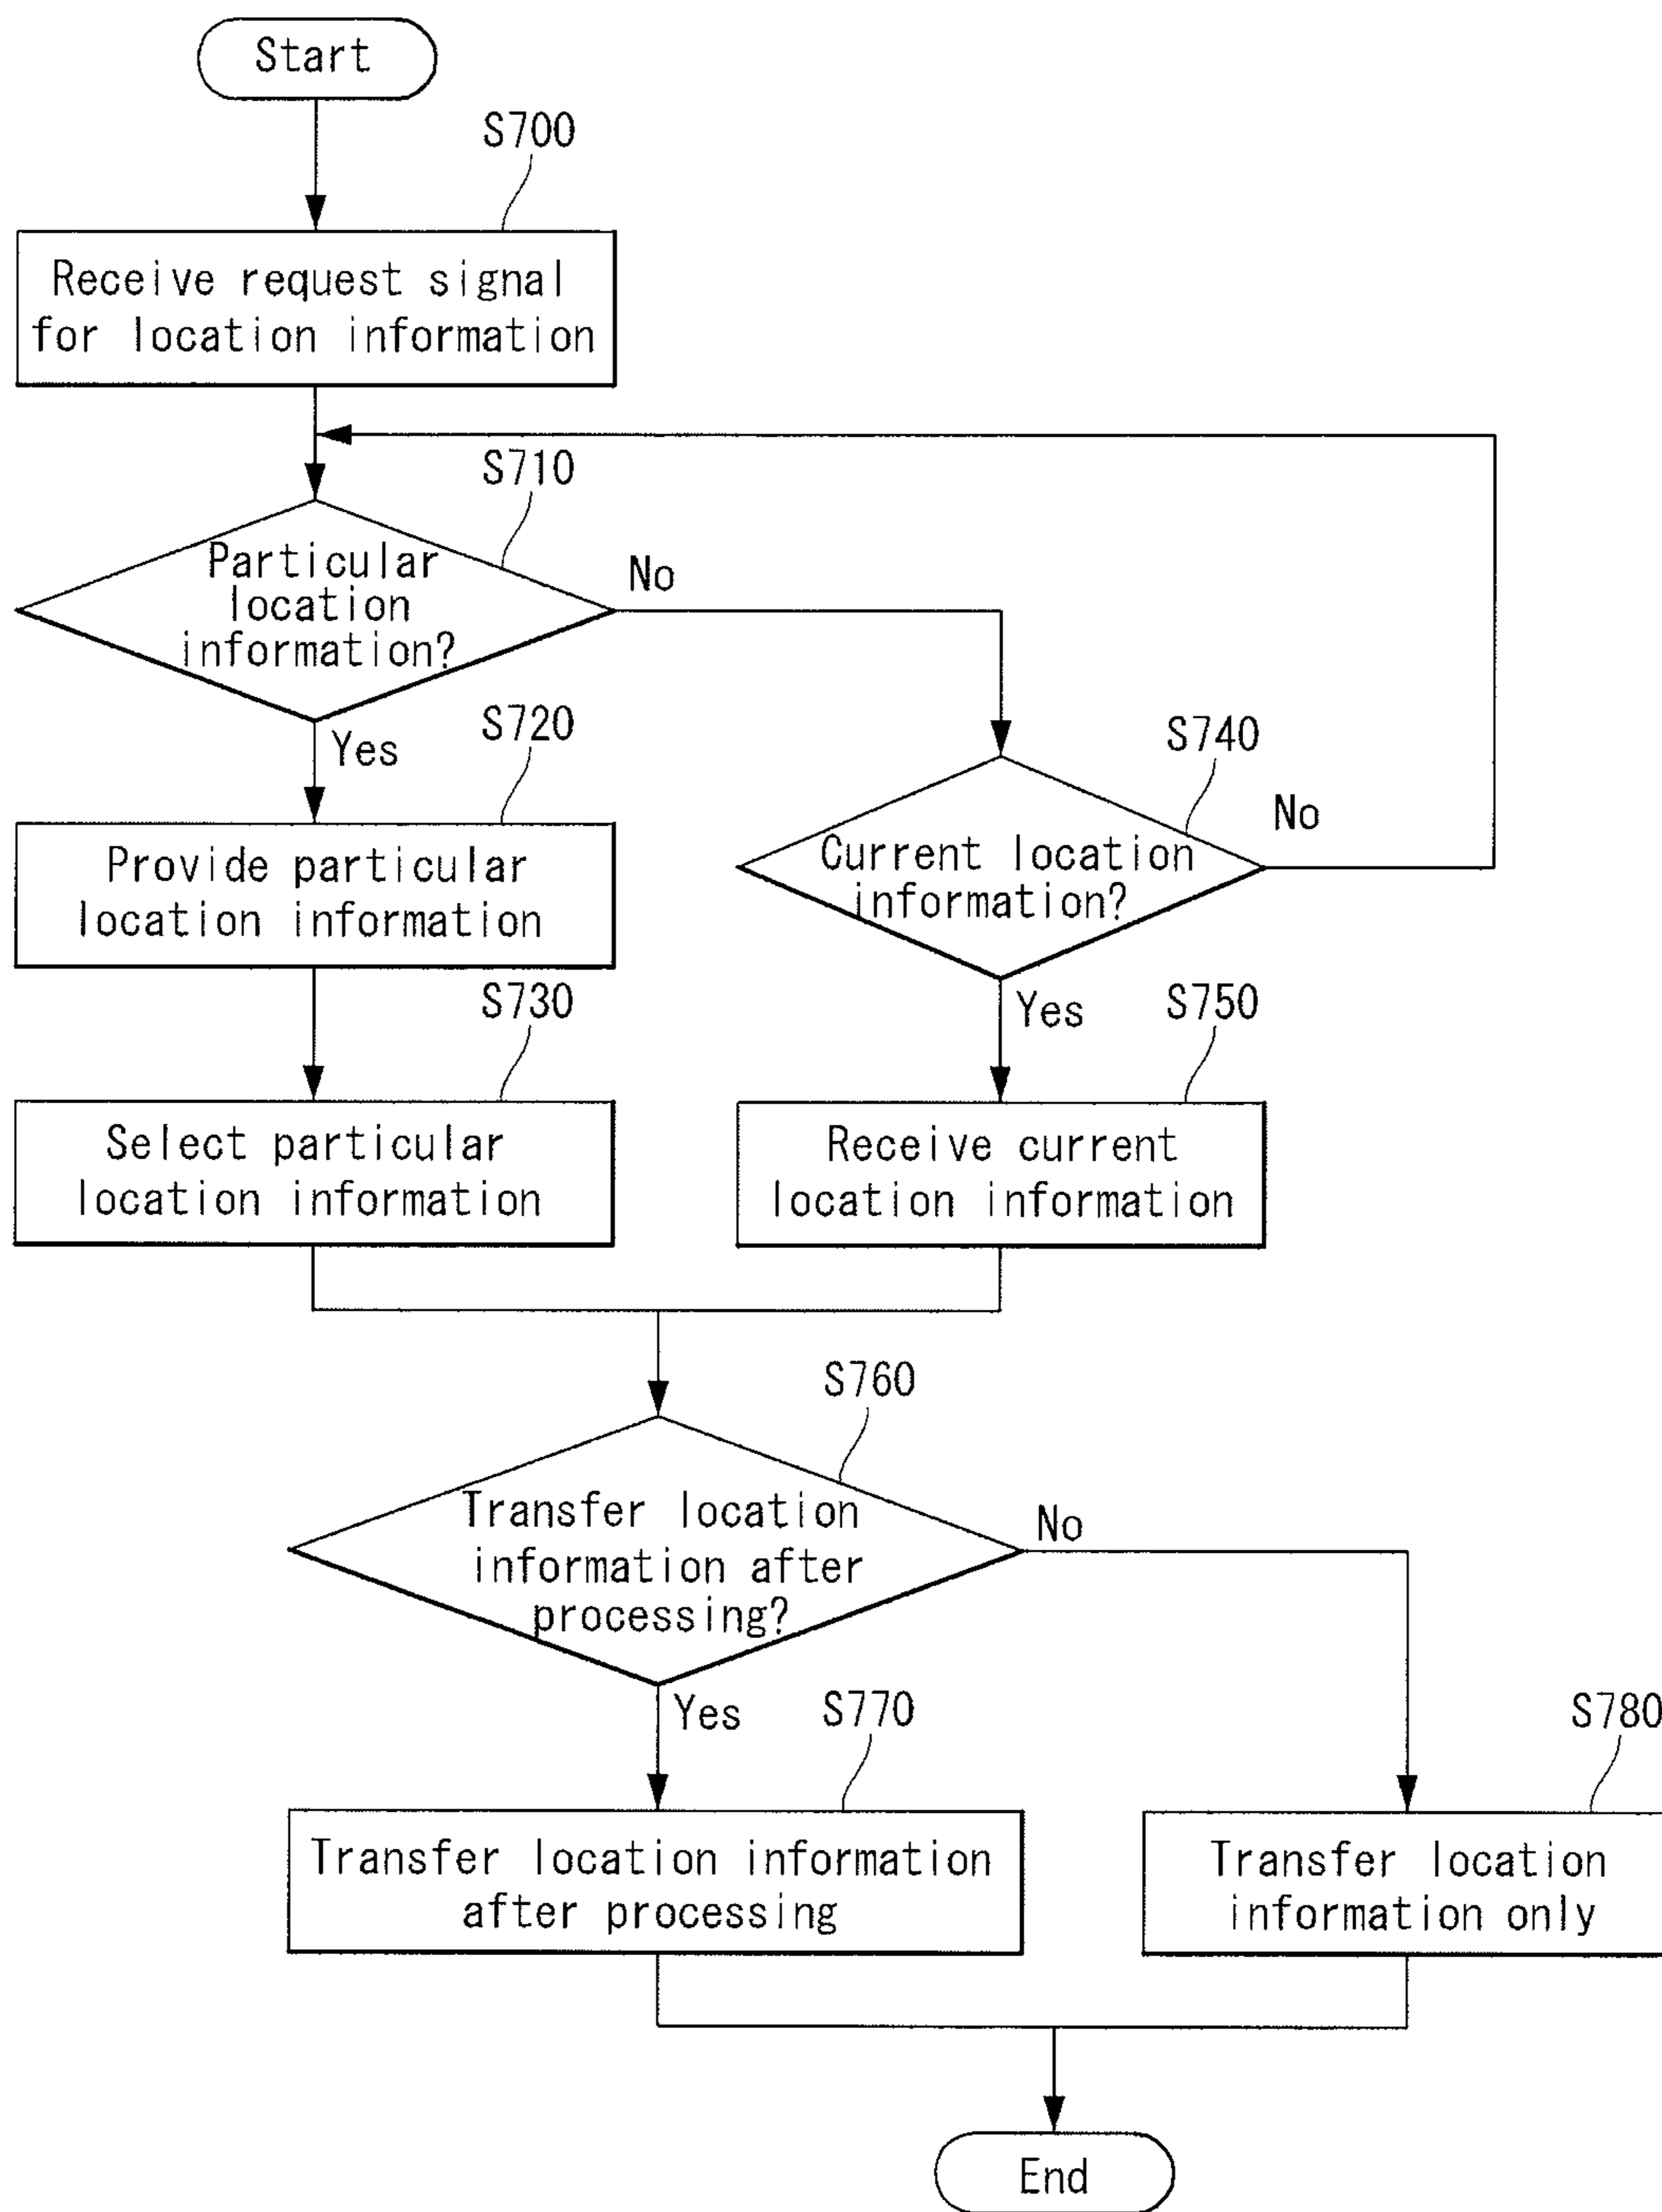 Start
S700
Receive request signal
for location information
S710
Particular
location
information?
No
Yes
S720
S740
Provide particular
location information
Current location
information?
No
S730
Yes
S750
Select particular
location information
Receive current
location information
S760
Transfer location
information after
processing?
No
Yes
S770
S780
Transfer location information
after processing
Transfer location
information only
End